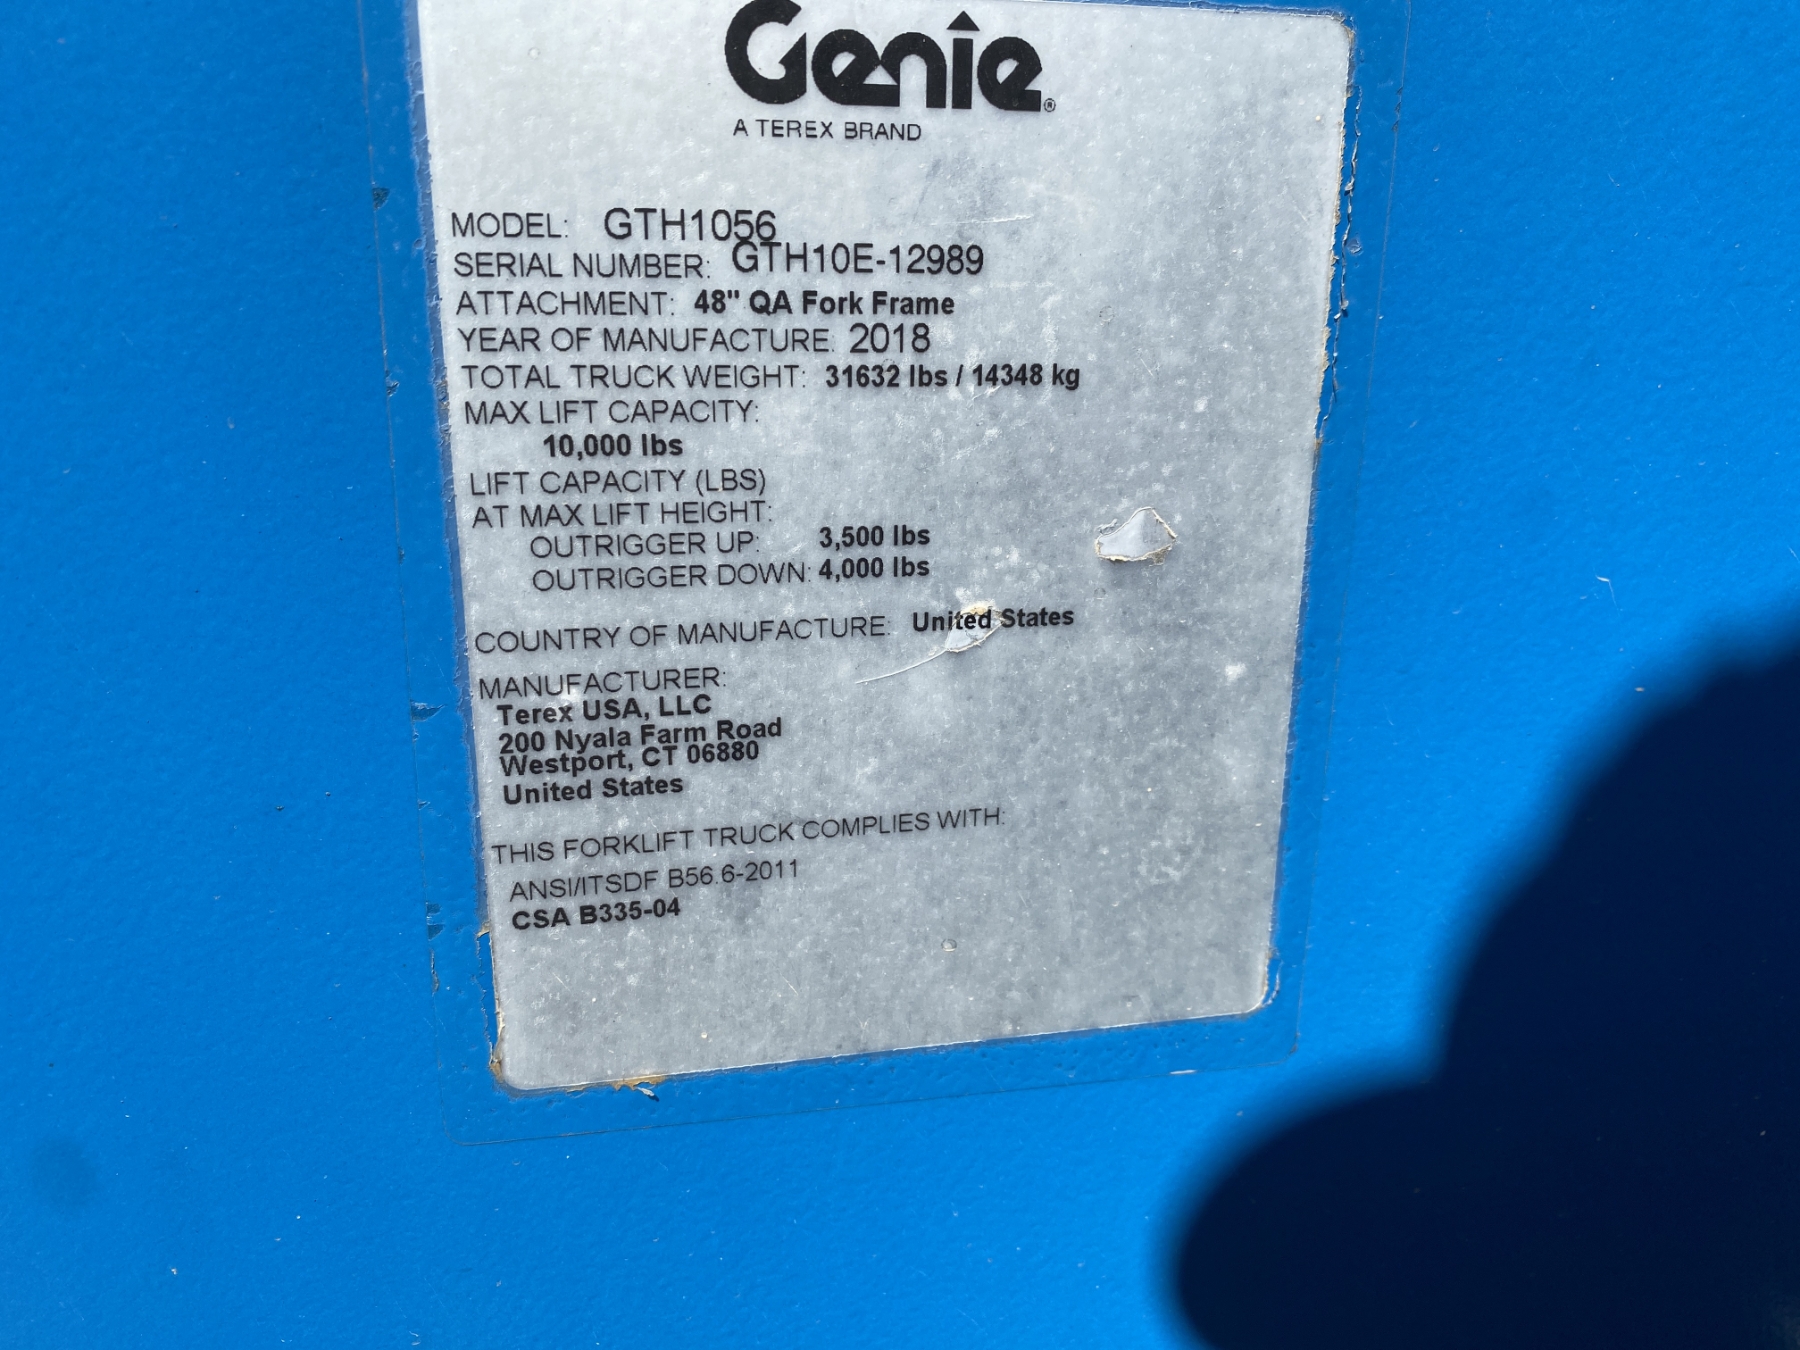 Genie®
A TEREX BRAND
MODEL: GTH1056
SERIAL NUMBER: GTH10E-12989
ATTACHMENT: 48" QA Fork Frame
YEAR OF MANUFACTURE: 2018
TOTAL TRUCK WEIGHT: 31632 lbs / 14348 kg
MAX LIFT CAPACITY:
10,000 lbs
LIFT CAPACITY (LBS)
AT MAX LIFT HEIGHT:
OUTRIGGER UP: 3,500 lbs
OUTRIGGER DOWN: 4,000 lbs
COUNTRY OF MANUFACTURE: United States
MANUFACTURER:
Terex USA, LLC
200 Nyala Farm Road
Westport, CT 06880
United States
THIS FORKLIFT TRUCK COMPLIES WITH:
ANSI/ITSDF B56.6-2011
CSA B335-04